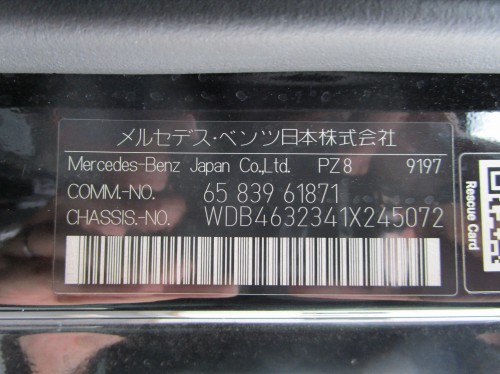 メルセデス・ベンツ日本株式会社
Mercedes-Benz Japan Co.,Ltd. PZ8 9197
COMM.-NO. 65 839 61871
CHASSIS.-NO. WDB4632341X245072
Rescue Card